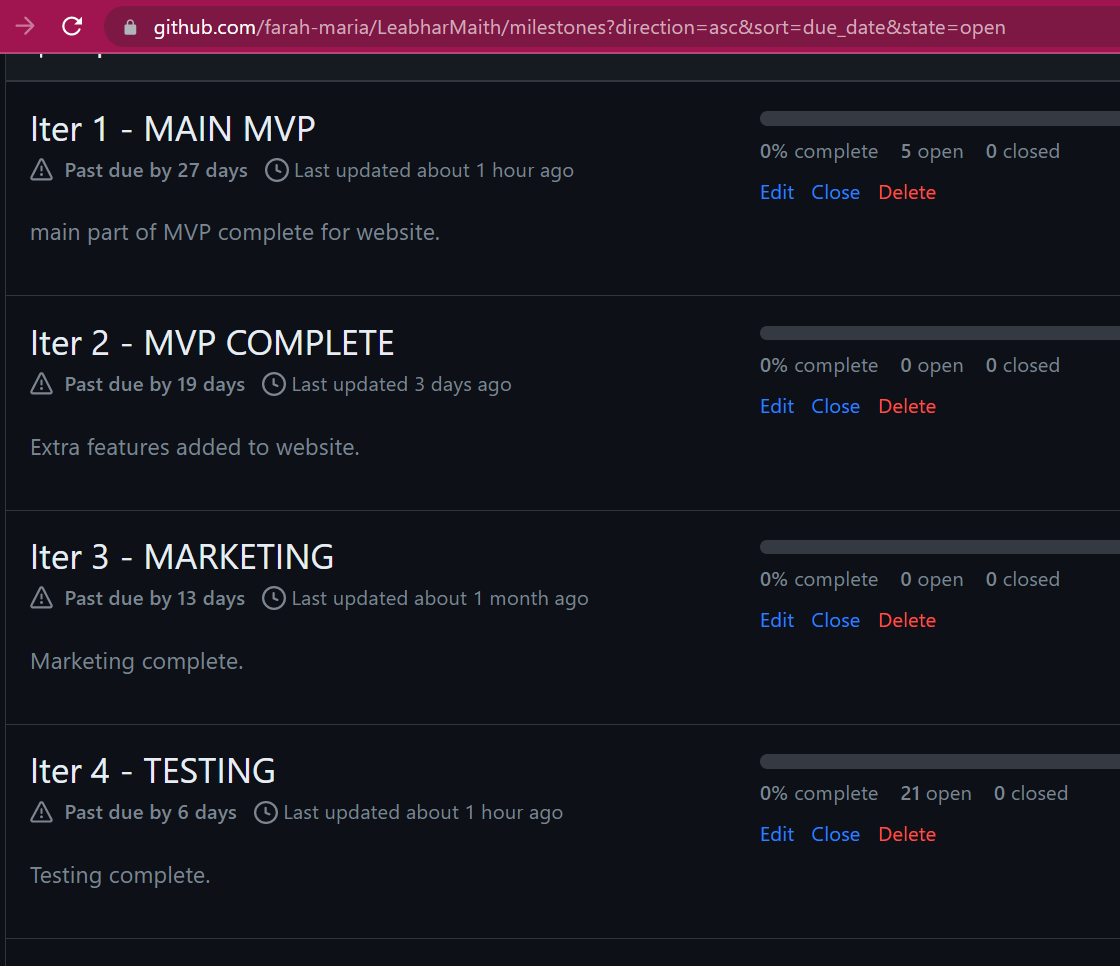 github.com/farah-maria/LeabharMaith/milestones?direction=asc&sort=due_date&state=open
Iter 1 - MAIN MVP
Past due by 27 days Last updated about 1 hour ago
main part of MVP complete for website.
0% complete 5 open 0 closed
Edit Close Delete
Iter 2 - MVP COMPLETE
Past due by 19 days Last updated 3 days ago
Extra features added to website.
0% complete 0 open 0 closed
Edit Close Delete
Iter 3 - MARKETING
Past due by 13 days Last updated about 1 month ago
Marketing complete.
0% complete 0 open 0 closed
Edit Close Delete
Iter 4 - TESTING
Past due by 6 days Last updated about 1 hour ago
Testing complete.
0% complete 21 open 0 closed
Edit Close Delete